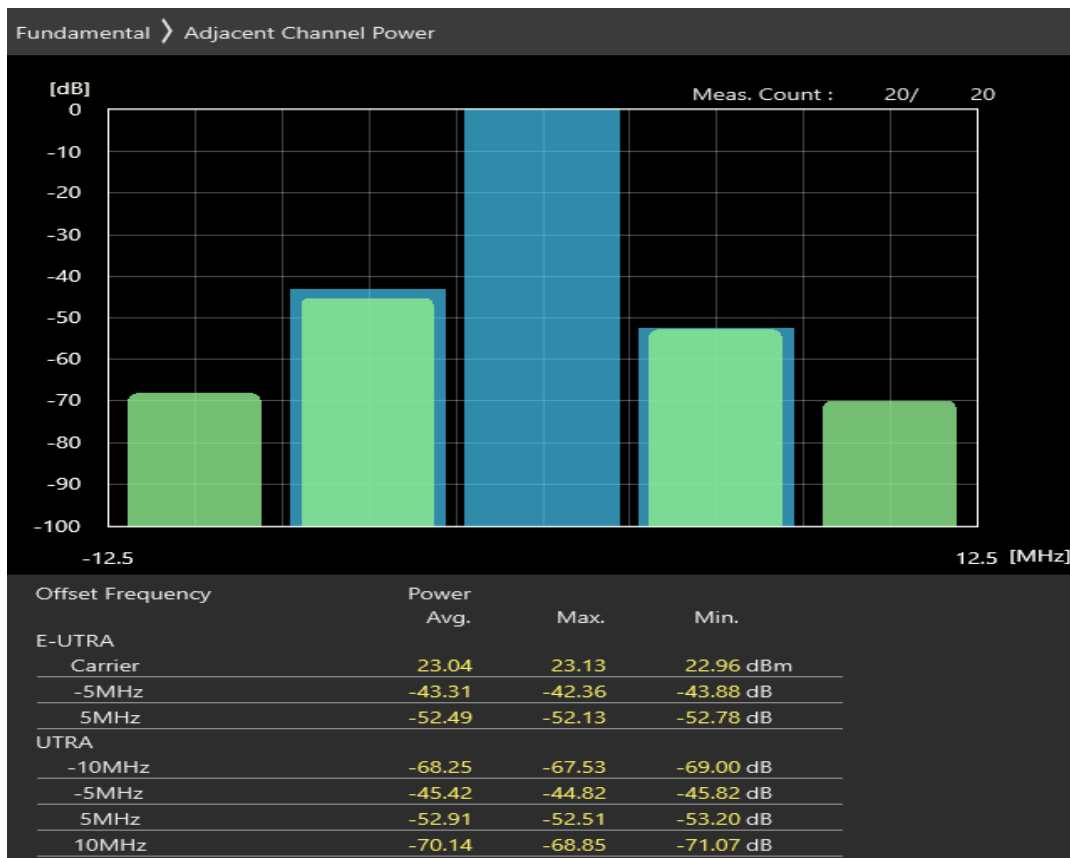 Fundamental 〉 Adjacent Channel Power
[dB]
Meas. Count : 20/ 20
0
-10
-20
-30
-40
-50
-60
-70
-80
-90
-100
-12.5 12.5 [MHz]
Offset Frequency Power
Avg. Max. Min.
E-UTRA
Carrier 23.04 23.13 22.96 dBm
-5MHz -43.31 -42.36 -43.88 dB
5MHz -52.49 -52.13 -52.78 dB
UTRA
-10MHz -68.25 -67.53 -69.00 dB
-5MHz -45.42 -44.82 -45.82 dB
5MHz -52.91 -52.51 -53.20 dB
10MHz -70.14 -68.85 -71.07 dB